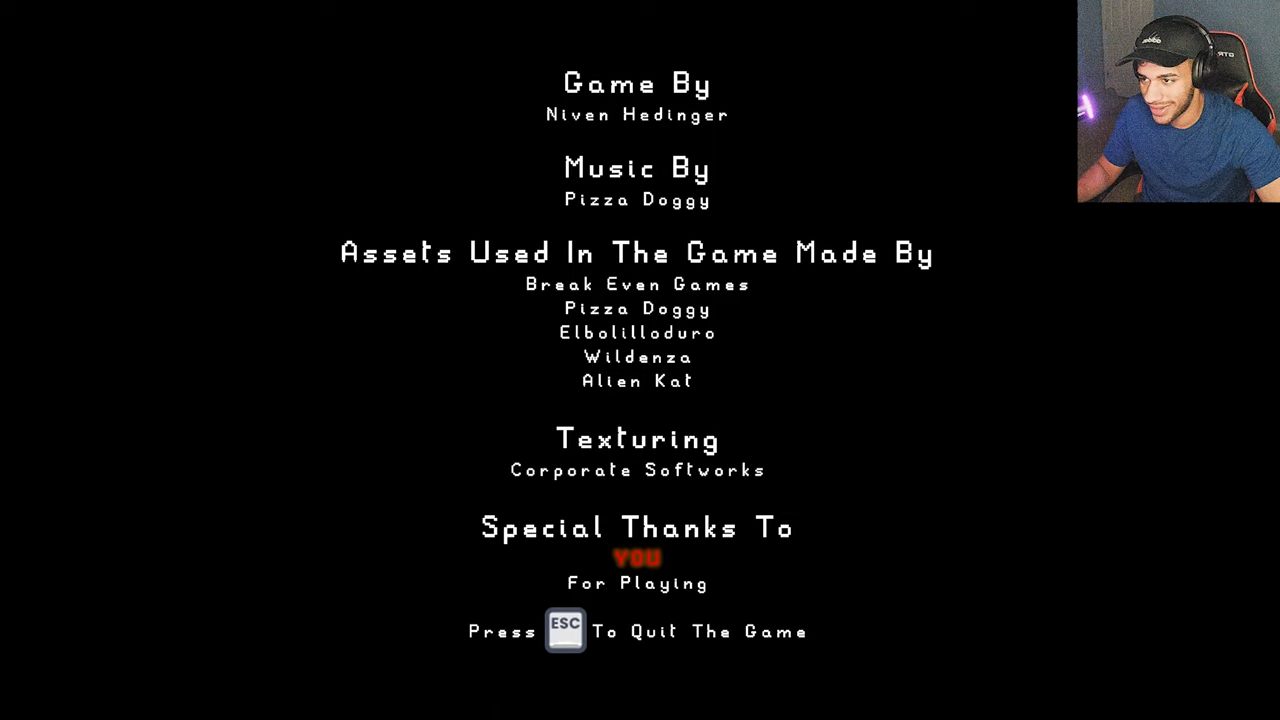 Game By
Niven Hedinger
Music By
Pizza Doggy
Assets Used In The Game Made By
Break Even Games
Pizza Doggy
Elbolilloduro
Wildenza
Alien Kat
Texturing
Corporate Softworks
Special Thanks To
YOU
For Playing
Press ESC To Quit The Game